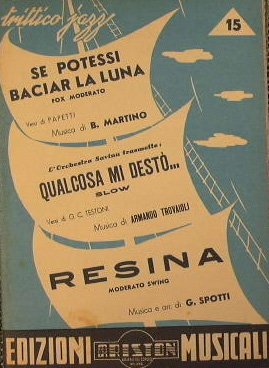 trittico jazz
15
SE POTESSI
BACIAR LA LUNA
FOX MODERATO
Versi di PAPETTI
Musica di B. MARTINO
L'Orchestra Savina trasmette:
QUALCOSA MI DESTÒ...
SLOW
Versi di G. C. TESTONI
Musica di ARMANDO TROVAIOLI
RESINA
MODERATO SWING
Musica e arr. di G. SPOTTI
EDIZIONI ARISTON MUSICALI